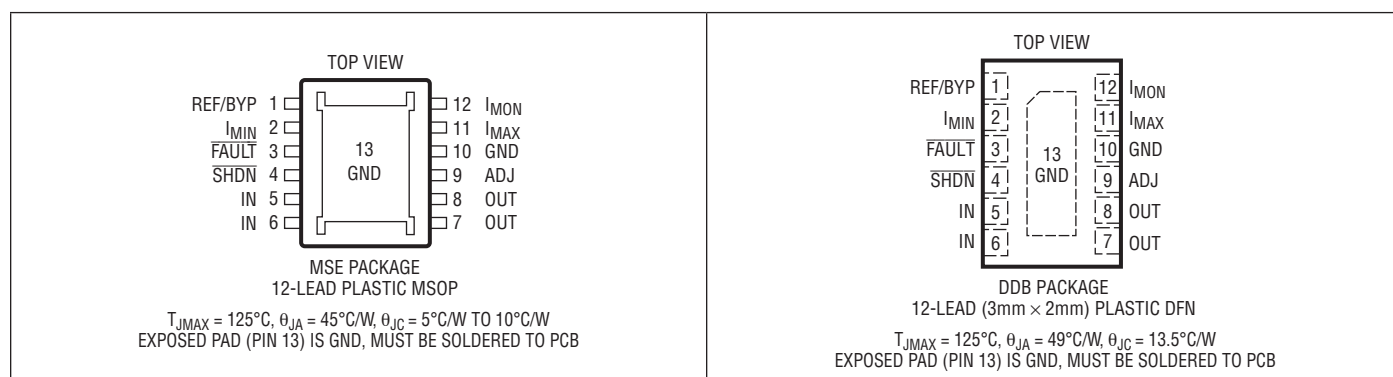 TOP VIEW
REF/BYP 1
I_MIN 2
FAULT 3
SHDN 4
IN 5
IN 6
13
GND
12 I_MON
11 I_MAX
10 GND
9 ADJ
8 OUT
7 OUT
MSE PACKAGE
12-LEAD PLASTIC MSOP
T_JMAX = 125°C, θ_JA = 45°C/W, θ_JC = 5°C/W TO 10°C/W
EXPOSED PAD (PIN 13) IS GND, MUST BE SOLDERED TO PCB
TOP VIEW
REF/BYP 1
I_MIN 2
FAULT 3
SHDN 4
IN 5
IN 6
13
GND
12 I_MON
11 I_MAX
10 GND
9 ADJ
8 OUT
7 OUT
DDB PACKAGE
12-LEAD (3mm × 2mm) PLASTIC DFN
T_JMAX = 125°C, θ_JA = 49°C/W, θ_JC = 13.5°C/W
EXPOSED PAD (PIN 13) IS GND, MUST BE SOLDERED TO PCB